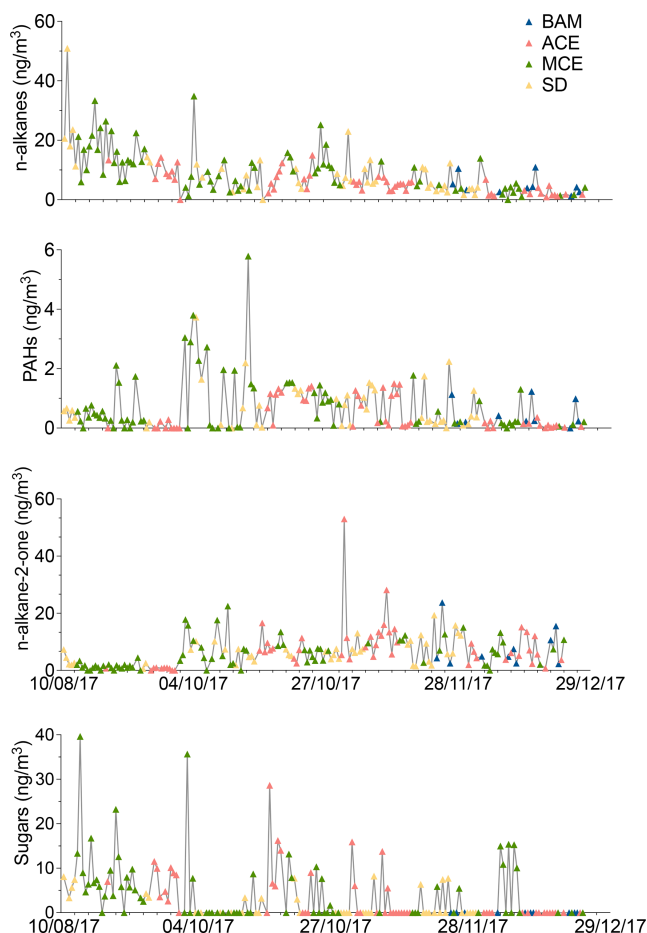 60
40
20
0
n-alkanes (ng/m³)
BAM
ACE
MCE
SD
6
4
2
0
PAHs (ng/m³)
60
40
20
0
n-alkane-2-one (ng/m³)
10/08/17 04/10/17 27/10/17 28/11/17 29/12/17
40
30
20
10
0
Sugars (ng/m³)
10/08/17 04/10/17 27/10/17 28/11/17 29/12/17